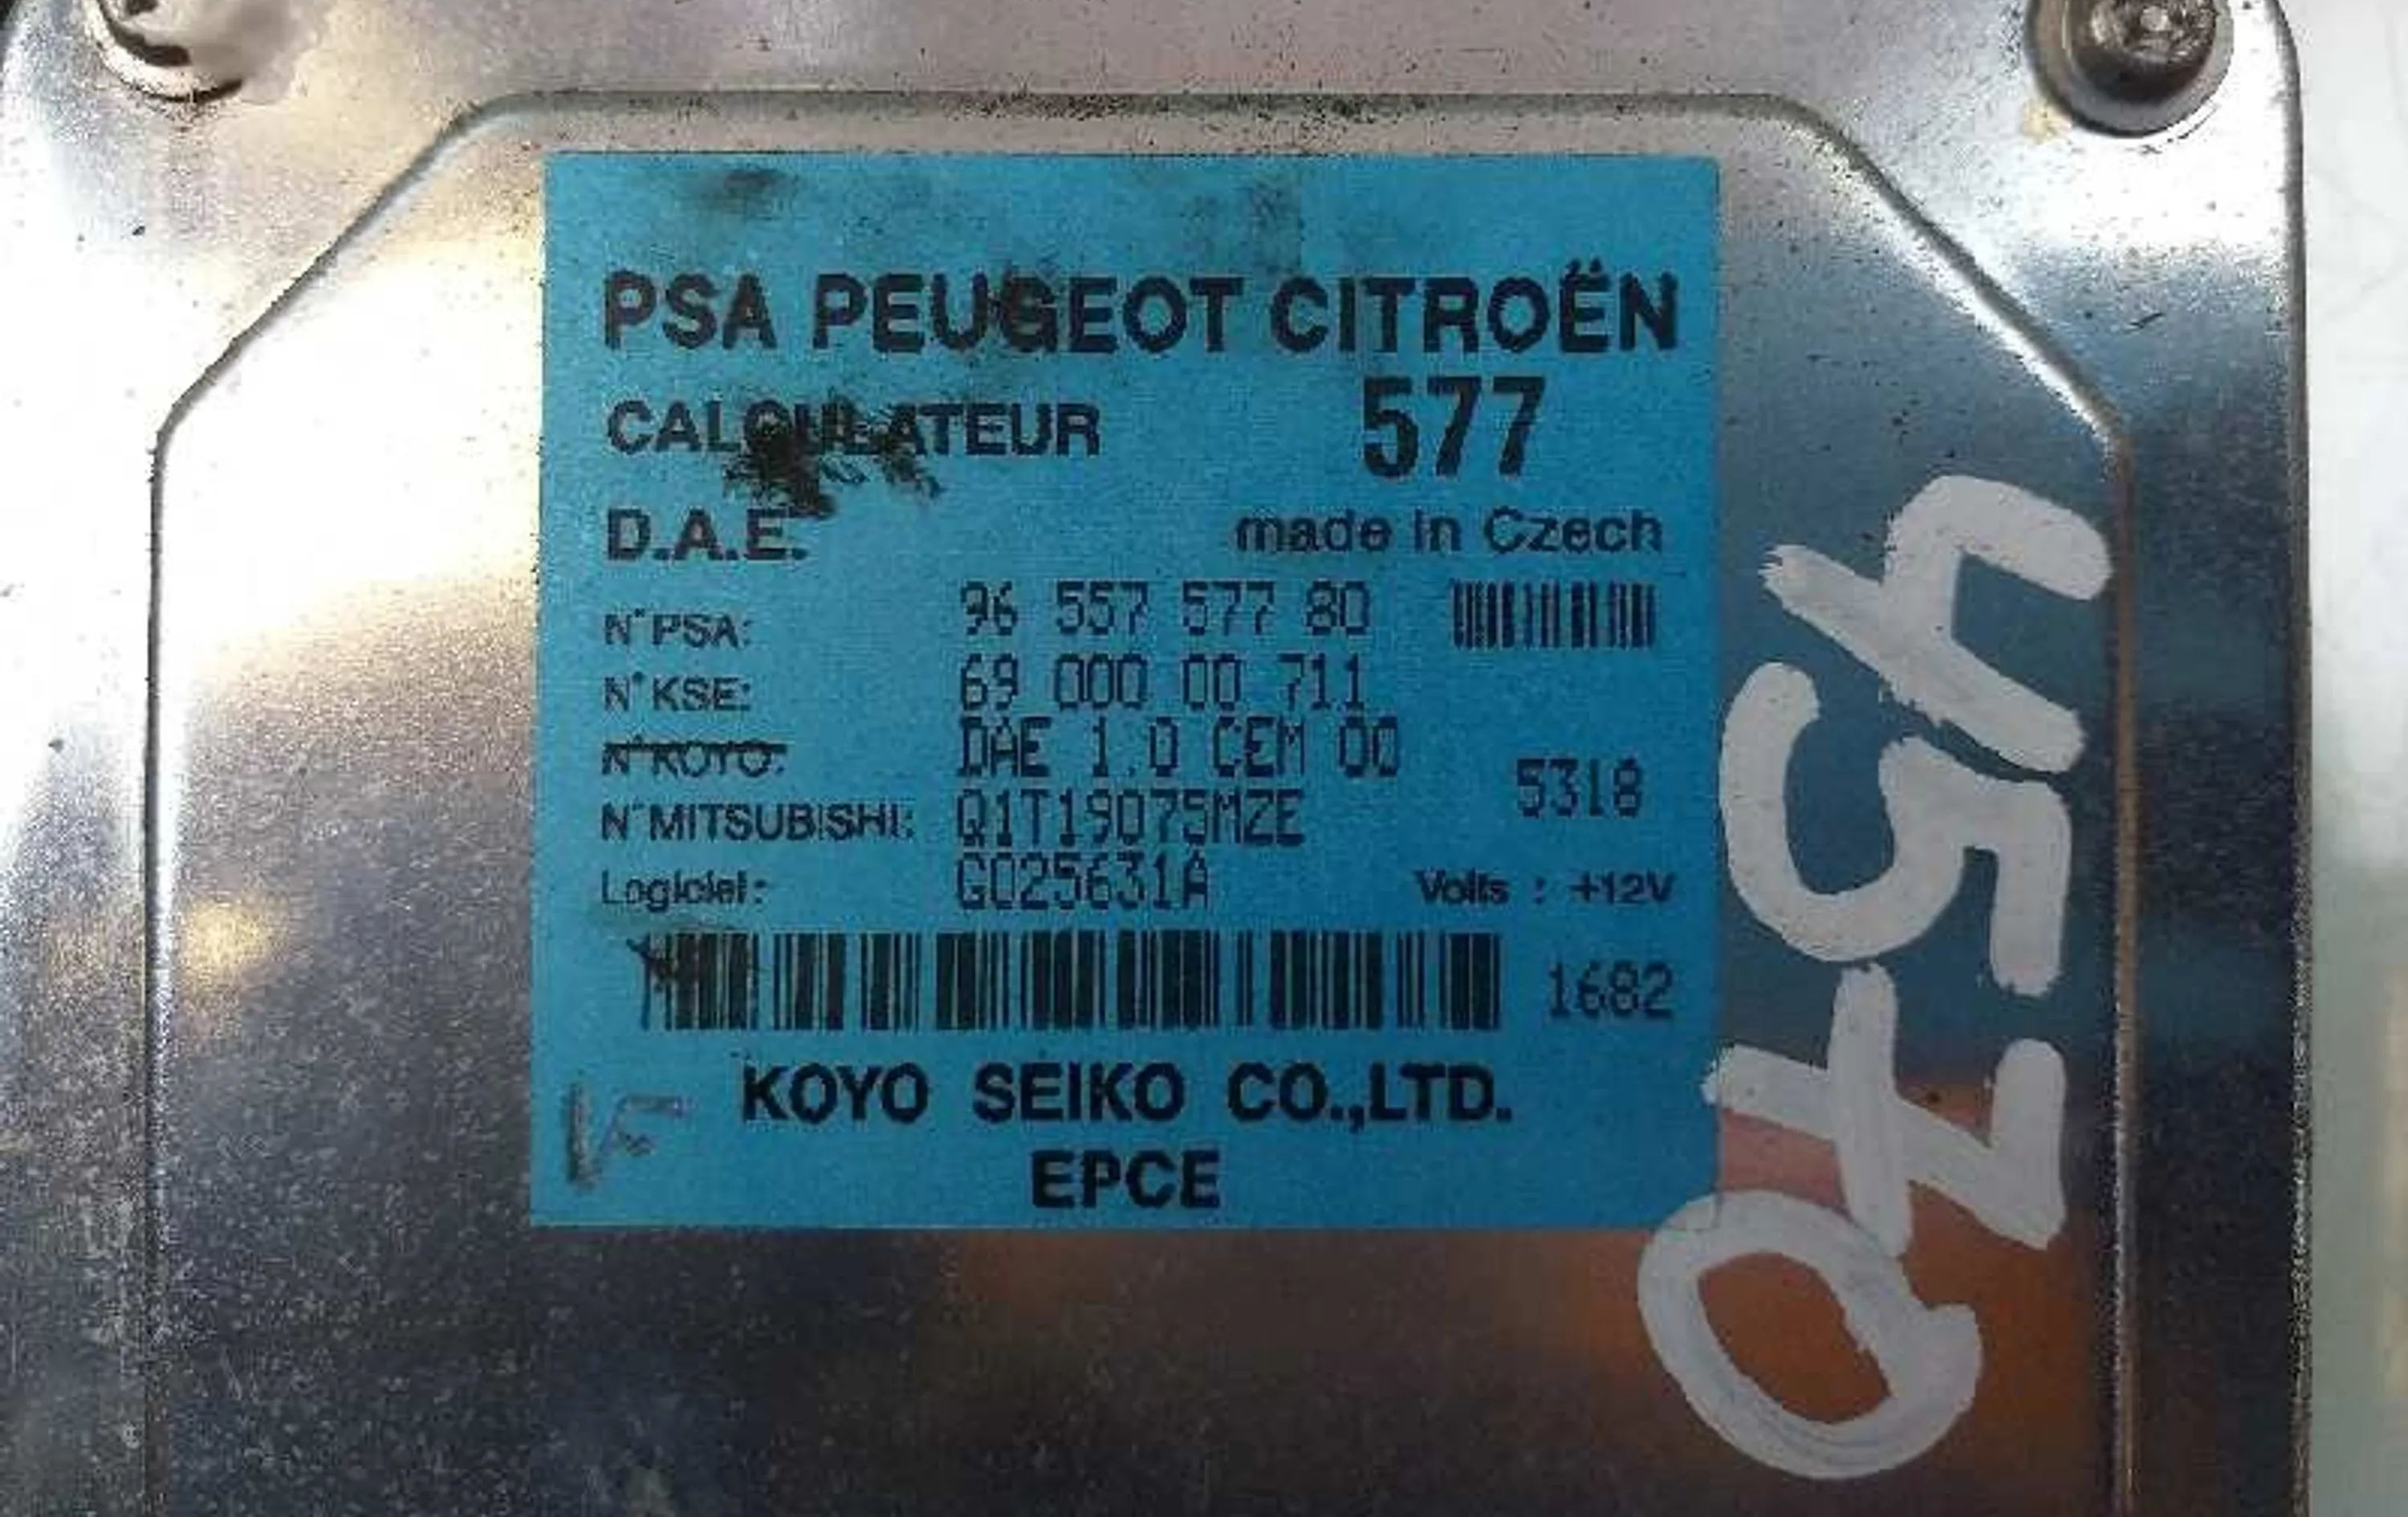 PSA PEUGEOT CITROËN
CALCULATEUR 577
D.A.E. made in Czech
N° PSA: 96 557 577 80
N° KSE: 69 000 00 711
N° KOYO: DAE 1.0 CEM 00
5318
N° MITSUBISHI: Q1T19075MZE
Logiciel: G025631A Volts : +12V
1682
KOYO SEIKO CO.,LTD.
EPCE
4570